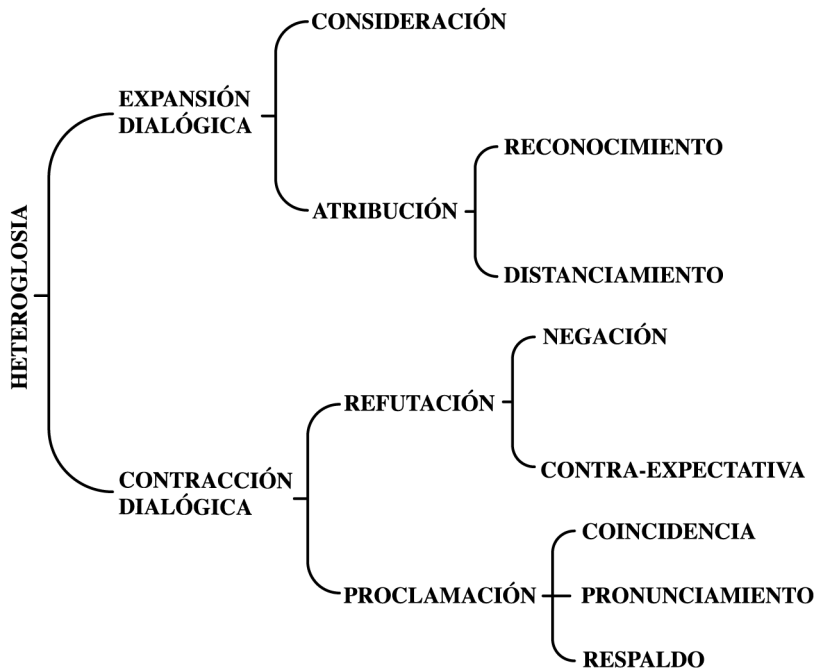 HETEROGLOSIA
EXPANSIÓN
DIALÓGICA
CONSIDERACIÓN
ATRIBUCIÓN
RECONOCIMIENTO
DISTANCIAMIENTO
CONTRACCIÓN
DIALÓGICA
REFUTACIÓN
NEGACIÓN
CONTRA-EXPECTATIVA
PROCLAMACIÓN
COINCIDENCIA
PRONUNCIAMIENTO
RESPALDO